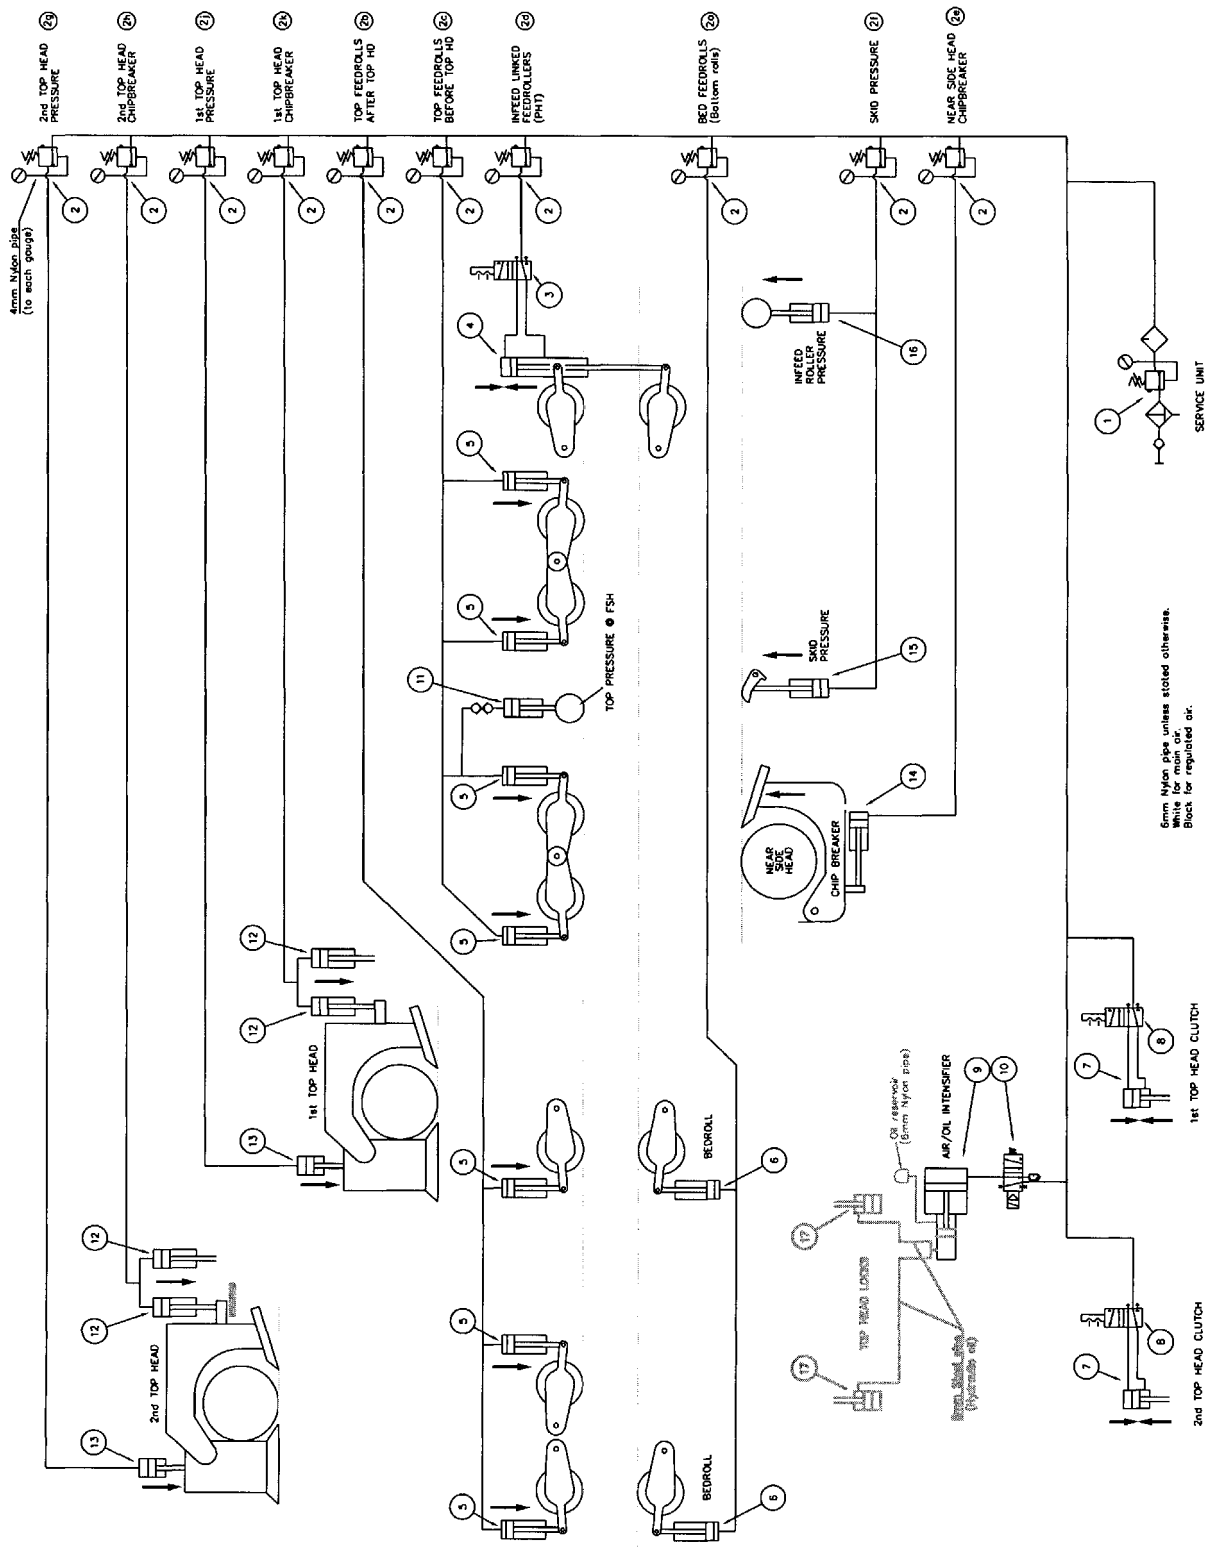 2nd TOP HEAD
PRESSURE
2g
2nd TOP HEAD
CHIPBREAKER
2h
1st TOP HEAD
PRESSURE
2j
1st TOP HEAD
CHIPBREAKER
2k
TOP FEEDROLLS
AFTER TOP HD
2b
TOP FEEDROLLS
BEFORE TOP HD
2c
INFEED LINKED
FEEDROLLERS
(PH1)
2d
BED FEEDROLLS
(Bottom rolls)
2a
SKID PRESSURE
2f
NEAR SIDE HEAD
CHIPBREAKER
2e
4mm Nylon pipe
(to each gauge)
2
2
2
2
2
2
2
2
2
2
3
4
16
INFEED
ROLLER
PRESSURE
1
SERVICE UNIT
5
5
11
TOP PRESSURE @ FSH
5
5
15
SKID
PRESSURE
14
NEAR
SIDE
HEAD
CHIP BREAKER
6mm Nylon pipe unless stated otherwise.
White for main air.
Black for regulated air.
12
12
1st TOP HEAD
13
5
BEDROLL
6
Oil reservoir
(6mm Nylon pipe)
AIR/OIL INTENSIFIER
9
10
7
8
1st TOP HEAD CLUTCH
12
12
2nd TOP HEAD
13
5
5
BEDROLL
6
17
17
TOP HEAD LOCKS
8mm Steel pipe
(Hydraulic oil)
7
8
2nd TOP HEAD CLUTCH